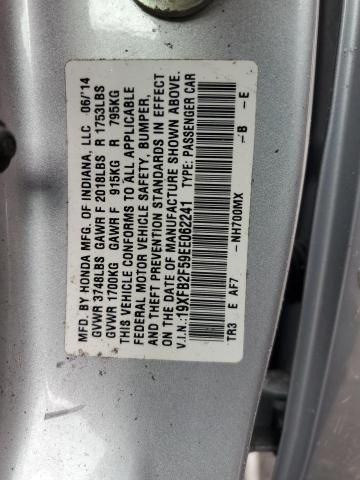 MFD. BY HONDA MFG. OF INDIANA, LLC 06/'14
GVWR 3748LBS GAWR F 2018LBS R 1753LBS
GVWR 1700KG GAWR F 915KG R 795KG
THIS VEHICLE CONFORMS TO ALL APPLICABLE
FEDERAL MOTOR VEHICLE SAFETY, BUMPER,
AND THEFT PREVENTION STANDARDS IN EFFECT
ON THE DATE OF MANUFACTURE SHOWN ABOVE.
V.I.N.: 19XFB2F59EE062241 TYPE: PASSENGER CAR
TR3 E AF7 -NH700MX -B -E